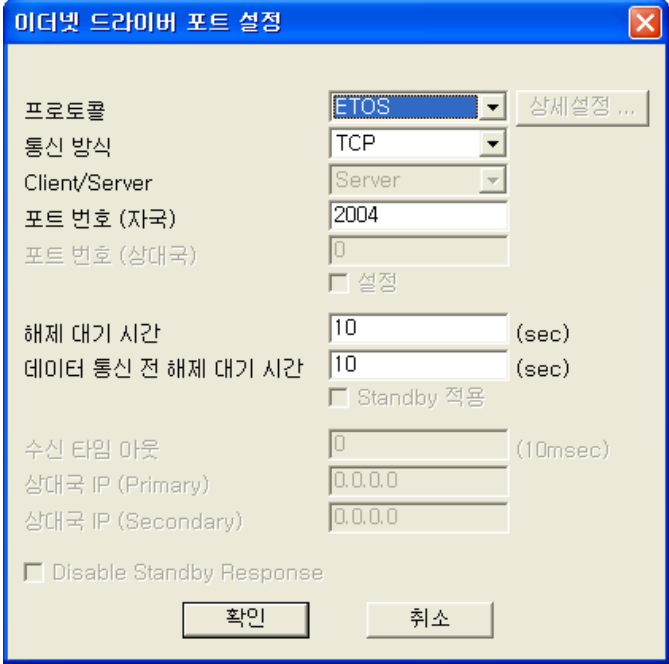 이더넷 드라이버 포트 설정
프로토콜 ETOS 상세설정 ...
통신 방식 TCP
Client/Server Server
포트 번호 (자국) 2004
포트 번호 (상대국) 0
설정
해제 대기 시간 10 (sec)
데이터 통신 전 해제 대기 시간 10 (sec)
Standby 적용
수신 타임 아웃 0 (10msec)
상대국 IP (Primary) 0.0.0.0
상대국 IP (Secondary) 0.0.0.0
Disable Standby Response
확인 취소